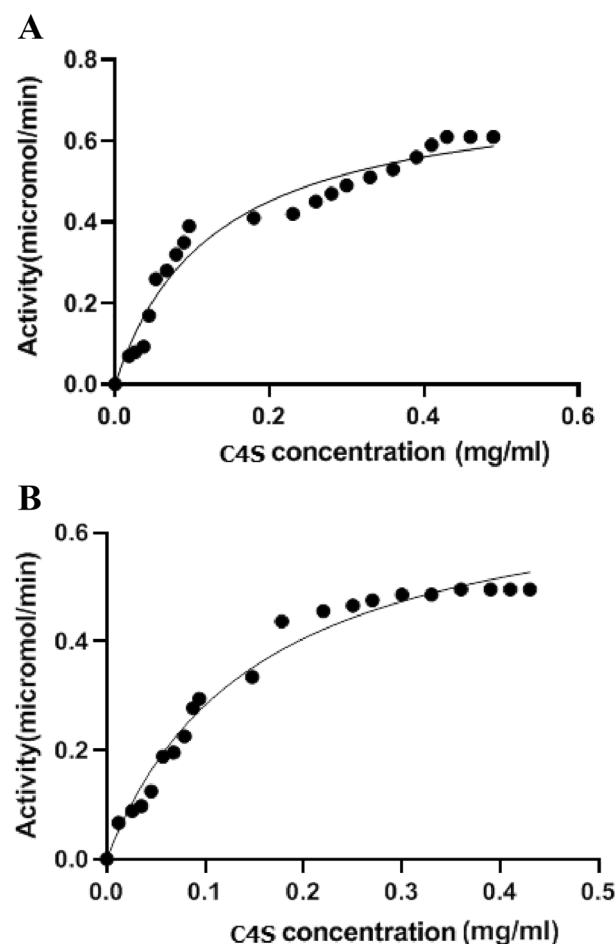 A
Activity(micromol/min)
0.8
0.6
0.4
0.2
0.0
0.0 0.2 0.4 0.6
C4S concentration (mg/ml)
B
Activity(micromol/min)
0.6
0.4
0.2
0.0
0.0 0.1 0.2 0.3 0.4 0.5
C4S concentration (mg/ml)